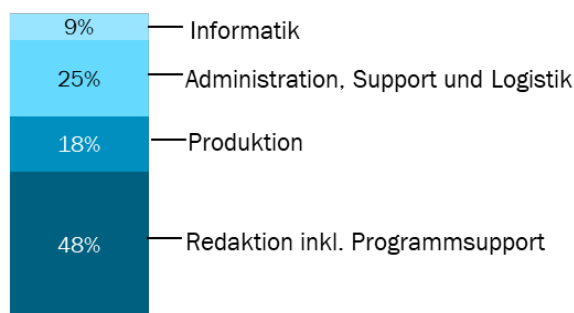 9% Informatik
25% Administration, Support und Logistik
18% Produktion
48% Redaktion inkl. Programmsupport